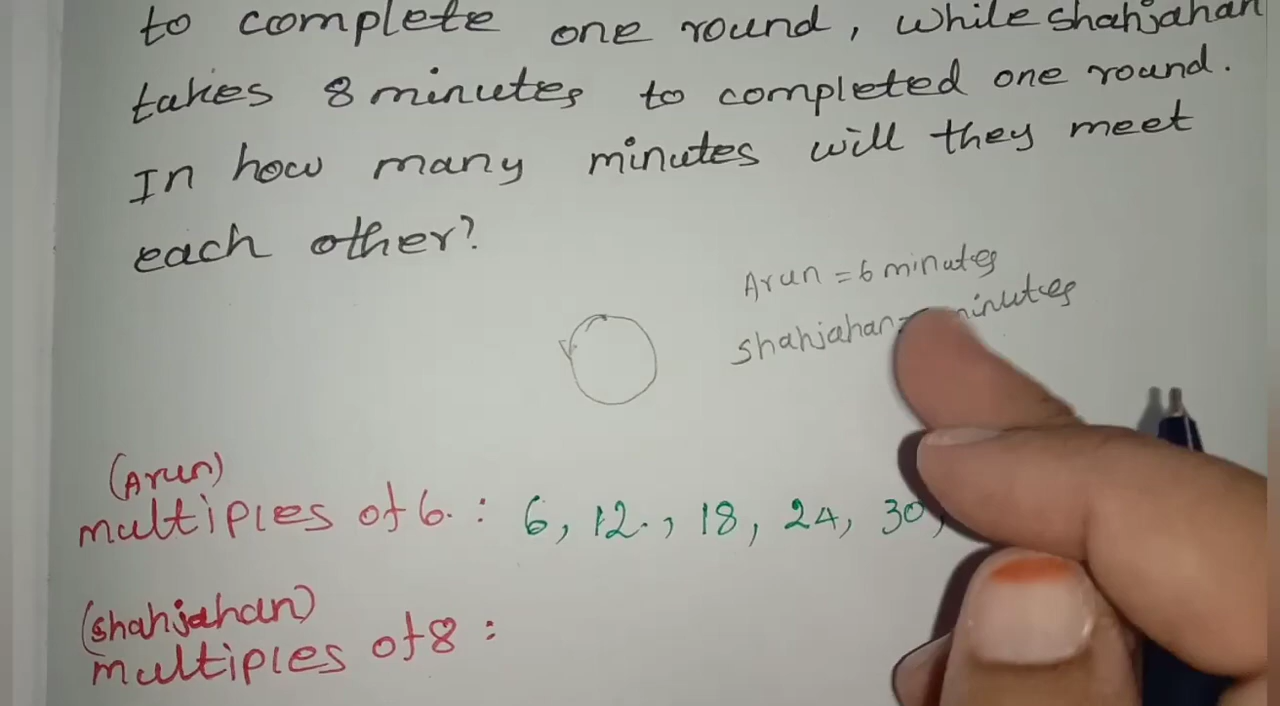 to complete one round, while shahjahan
takes 8 minutes to completed one round.
In how many minutes will they meet
each other?
Arun = 6 minutes
shahjahan = minutes
(Arun)
multiples of 6. : 6, 12., 18, 24, 30,
(shahjahan)
multiples of 8 :